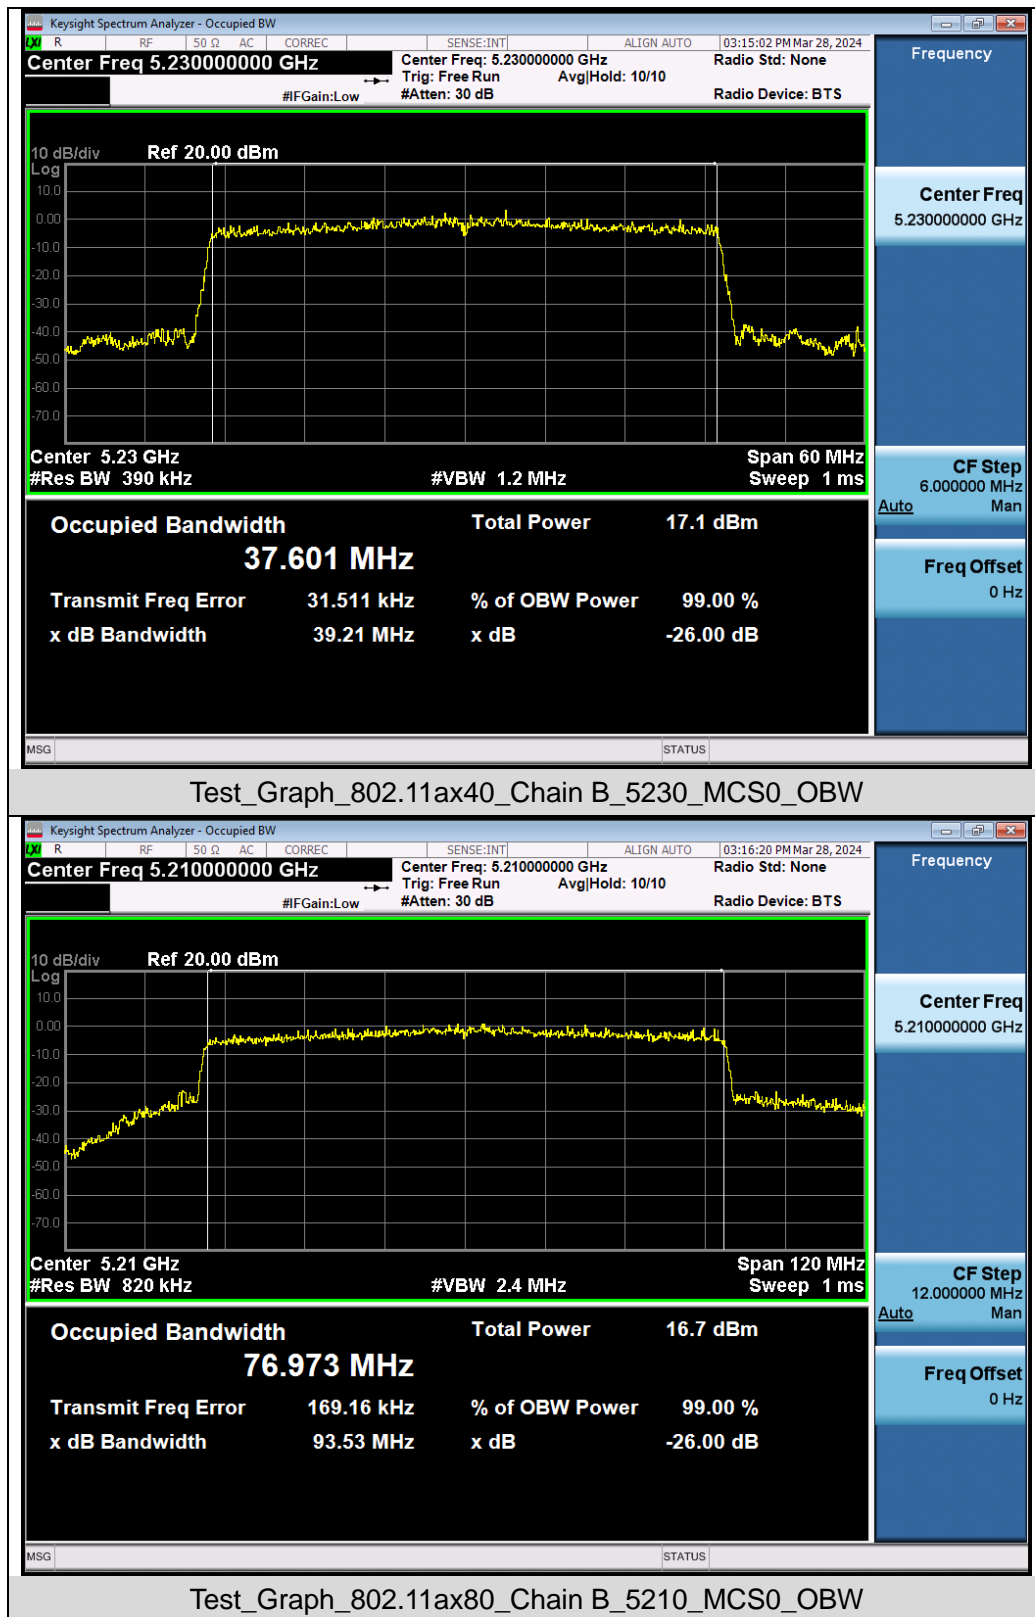 Keysight Spectrum Analyzer - Occupied BW
LXI R RF 50 Ω AC CORREC SENSE:INT ALIGN AUTO 03:15:02 PM Mar 28, 2024
Center Freq 5.230000000 GHz
Center Freq: 5.230000000 GHz Radio Std: None
Trig: Free Run Avg|Hold: 10/10
#IFGain:Low #Atten: 30 dB Radio Device: BTS
Frequency
10 dB/div Ref 20.00 dBm
Log
10.0
0.00
-10.0
-20.0
-30.0
-40.0
-50.0
-60.0
-70.0
Center 5.23 GHz Span 60 MHz
#Res BW 390 kHz #VBW 1.2 MHz Sweep 1 ms
Center Freq
5.230000000 GHz
CF Step
6.000000 MHz
Auto Man
Freq Offset
0 Hz
Occupied Bandwidth Total Power 17.1 dBm
37.601 MHz
Transmit Freq Error 31.511 kHz % of OBW Power 99.00 %
x dB Bandwidth 39.21 MHz x dB -26.00 dB
MSG STATUS
Test_Graph_802.11ax40_Chain B_5230_MCS0_OBW
Keysight Spectrum Analyzer - Occupied BW
LXI R RF 50 Ω AC CORREC SENSE:INT ALIGN AUTO 03:16:20 PM Mar 28, 2024
Center Freq 5.210000000 GHz
Center Freq: 5.210000000 GHz Radio Std: None
Trig: Free Run Avg|Hold: 10/10
#IFGain:Low #Atten: 30 dB Radio Device: BTS
Frequency
10 dB/div Ref 20.00 dBm
Log
10.0
0.00
-10.0
-20.0
-30.0
-40.0
-50.0
-60.0
-70.0
Center 5.21 GHz Span 120 MHz
#Res BW 820 kHz #VBW 2.4 MHz Sweep 1 ms
Center Freq
5.210000000 GHz
CF Step
12.000000 MHz
Auto Man
Freq Offset
0 Hz
Occupied Bandwidth Total Power 16.7 dBm
76.973 MHz
Transmit Freq Error 169.16 kHz % of OBW Power 99.00 %
x dB Bandwidth 93.53 MHz x dB -26.00 dB
MSG STATUS
Test_Graph_802.11ax80_Chain B_5210_MCS0_OBW